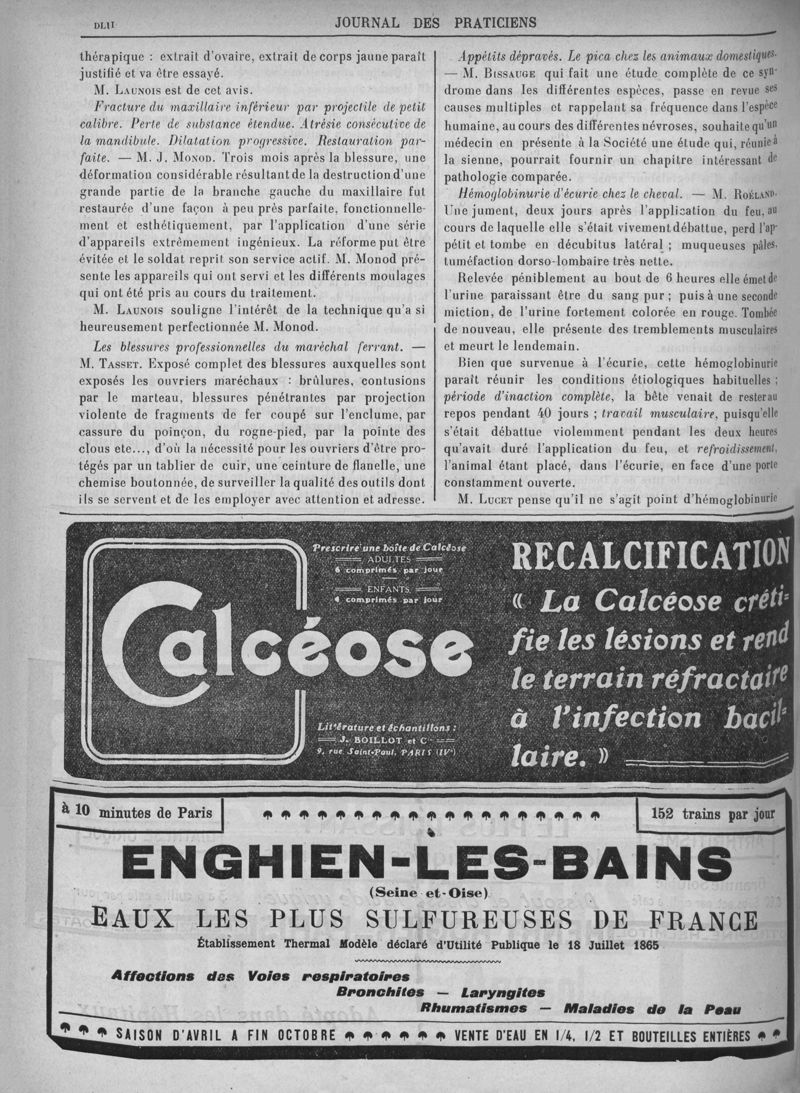 DLII
JOURNAL DES PRATICIENS
thérapique : extrait d'ovaire, extrait de corps jaune paraît
justifié et va être essayé.
M. LAUNOIS est de cet avis.
Fracture du maxillaire inférieur par projectile de petit
calibre. Perte de substance étendue. Atrésie consécutive de
la mandibule. Dilatation progressive. Restauration par-
faite. — M. J. MONOD. Trois mois après la blessure, une
déformation considérable résultant de la destruction d'une
grande partie de la branche gauche du maxillaire fut
restaurée d'une façon à peu près parfaite, fonctionnelle-
ment et esthétiquement, par l'application d'une série
d'appareils extrêmement ingénieux. La réforme put être
évitée et le soldat reprit son service actif. M. Monod pré-
sente les appareils qui ont servi et les différents moulages
qui ont été pris au cours du traitement.
M. LAUNOIS souligne l'intérêt de la technique qu'a si
heureusement perfectionnée M. Monod.
Les blessures professionnelles du maréchal ferrant. —
M. TASSET. Exposé complet des blessures auxquelles sont
exposés les ouvriers maréchaux : brûlures, contusions
par le marteau, blessures pénétrantes par projection
violente de fragments de fer coupé sur l'enclume, par
cassure du poinçon, du rogne-pied, par la pointe des
clous etc..., d'où la nécessité pour les ouvriers d'être pro-
tégés par un tablier de cuir, une ceinture de flanelle, une
chemise boutonnée, de surveiller la qualité des outils dont
ils se servent et de les employer avec attention et adresse.
Appétits dépravés. Le pica chez les animaux domestiques.
— M. BISSAUGE qui fait une étude complète de ce syn-
drome dans les différentes espèces, passe en revue ses
causes multiples et rappelant sa fréquence dans l'espèce
humaine, au cours des différentes névroses, souhaite qu'un
médecin en présente à la Société une étude qui, réunie à
la sienne, pourrait fournir un chapitre intéressant de
pathologie comparée.
Hémoglobinurie d'écurie chez le cheval. — M. ROËLAND.
Une jument, deux jours après l'application du feu, au
cours de laquelle elle s'était vivement débattue, perd l'ap-
pétit et tombe en décubitus latéral ; muqueuses pâles,
tuméfaction dorso-lombaire très nette.
Relevée péniblement au bout de 6 heures elle émet de
l'urine paraissant être du sang pur ; puis à une seconde
miction, de l'urine fortement colorée en rouge. Tombée
de nouveau, elle présente des tremblements musculaires
et meurt le lendemain.
Bien que survenue à l'écurie, cette hémoglobinurie
paraît réunir les conditions étiologiques habituelles ;
période d'inaction complète, la bête venait de rester au
repos pendant 40 jours ; travail musculaire, puisqu'elle
s'était débattue violemment pendant les deux heures
qu'avait duré l'application du feu, et refroidissement,
l'animal étant placé, dans l'écurie, en face d'une porte
constamment ouverte.
M. LUCET pense qu'il ne s'agit point d'hémoglobinurie
Calcéose
Prescrire une boîte de Calcéose
ADULTES
6 comprimés par jour
ENFANTS
4 comprimés par jour
Littérature et échantillons :
J. BOILLOT et Cie
9, rue Saint-Paul, PARIS (IVe)
RECALCIFICATION
« La Calcéose créti=
fie les lésions et rend
le terrain réfractaire
à l'infection bacil=
laire. »
à 10 minutes de Paris
152 trains par jour
ENGHIEN-LES-BAINS
(Seine et-Oise)
EAUX LES PLUS SULFUREUSES DE FRANCE
Établissement Thermal Modèle déclaré d'Utilité Publique le 18 Juillet 1865
Affections des Voies respiratoires
Bronchites — Laryngites
Rhumatismes — Maladies de la Peau
SAISON D'AVRIL A FIN OCTOBRE
VENTE D'EAU EN 1/4, 1/2 ET BOUTEILLES ENTIÈRES